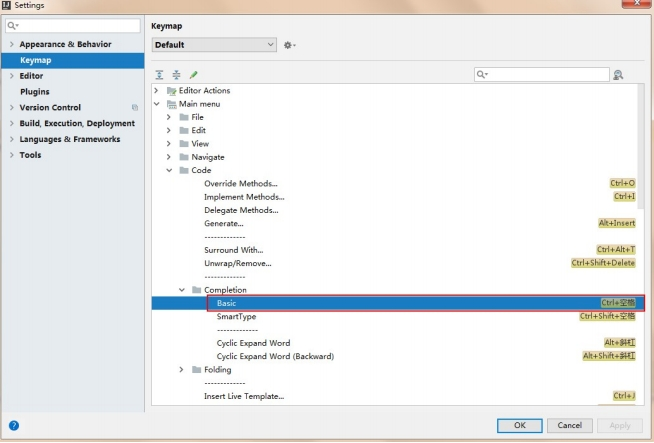 Settings
Appearance & Behavior
Keymap
Editor
Plugins
Version Control
Build, Execution, Deployment
Languages & Frameworks
Tools
Keymap
Default
Editor Actions
Main menu
File
Edit
View
Navigate
Code
Override Methods... Ctrl+O
Implement Methods... Ctrl+I
Delegate Methods...
Generate... Alt+Insert
-------------
Surround With... Ctrl+Alt+T
Unwrap/Remove... Ctrl+Shift+Delete
-------------
Completion
Basic Ctrl+空格
SmartType Ctrl+Shift+空格
-------------
Cyclic Expand Word Alt+斜杠
Cyclic Expand Word (Backward) Alt+Shift+斜杠
Folding
-------------
Insert Live Template... Ctrl+J
? OK Cancel Apply